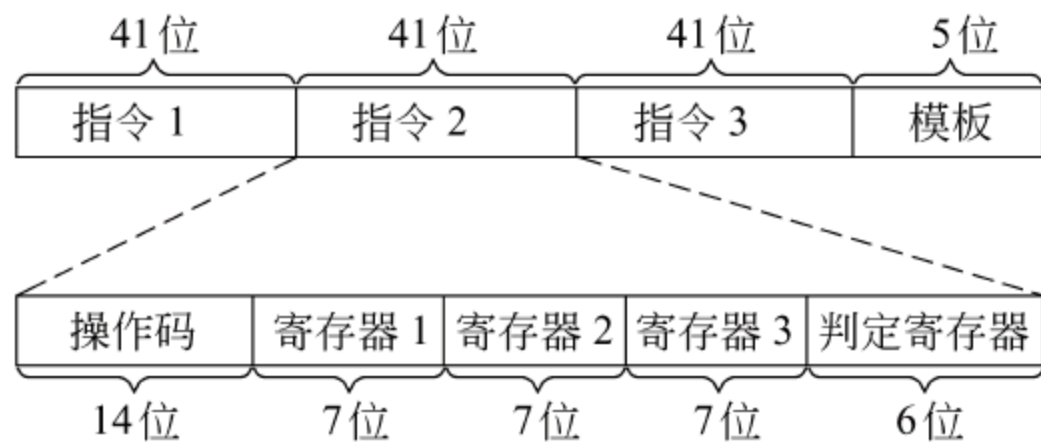 41位 41位 41位 5位
指令 1 指令 2 指令 3 模板
操作码 寄存器 1 寄存器 2 寄存器 3 判定寄存器
14位 7位 7位 7位 6位